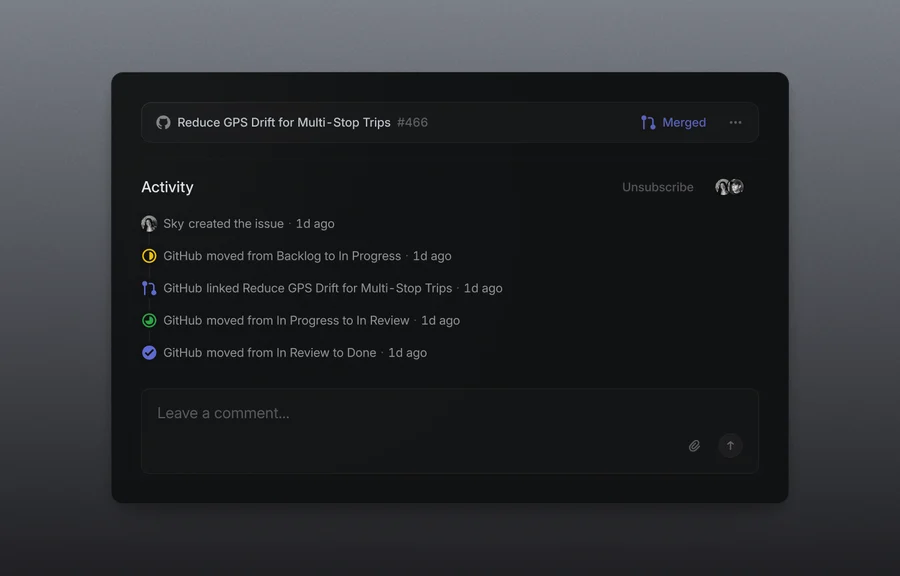 Reduce GPS Drift for Multi-Stop Trips #466 Merged
Activity Unsubscribe
Sky created the issue · 1d ago
GitHub moved from Backlog to In Progress · 1d ago
GitHub linked Reduce GPS Drift for Multi-Stop Trips · 1d ago
GitHub moved from In Progress to In Review · 1d ago
GitHub moved from In Review to Done · 1d ago
Leave a comment...